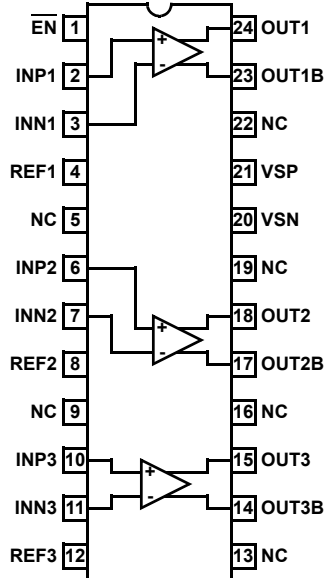 EN 1 24 OUT1
INP1 2 + - 23 OUT1B
INN1 3 22 NC
REF1 4 21 VSP
NC 5 20 VSN
INP2 6 19 NC
INN2 7 + - 18 OUT2
REF2 8 17 OUT2B
NC 9 16 NC
INP3 10 + 15 OUT3
INN3 11 - 14 OUT3B
REF3 12 13 NC